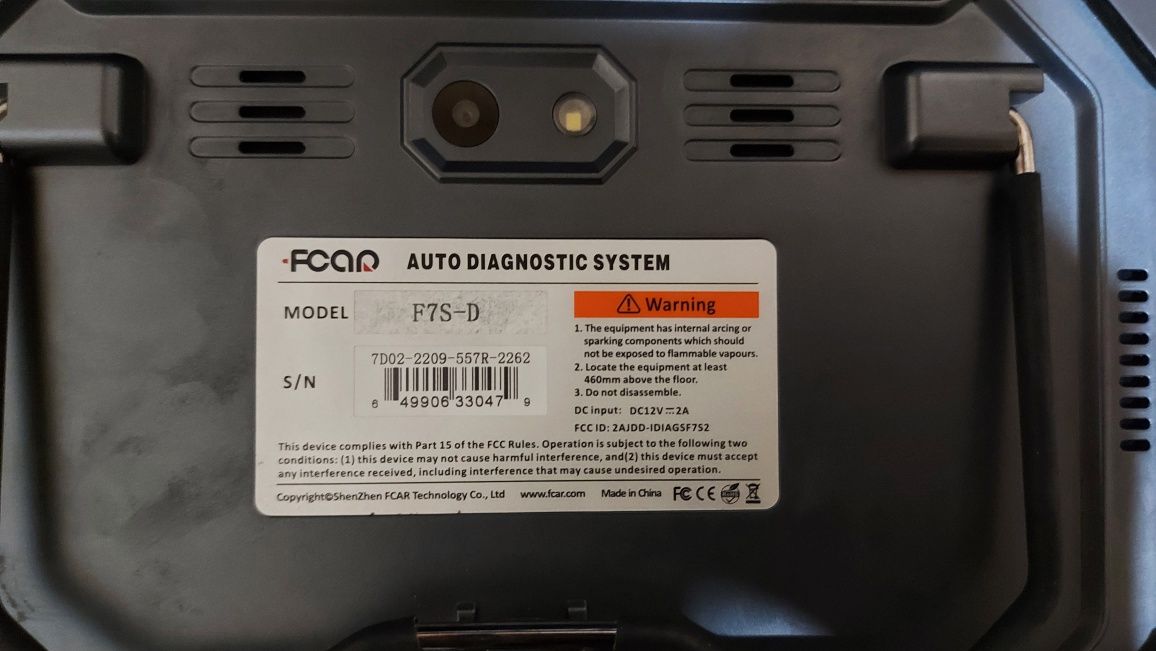 FCAR AUTO DIAGNOSTIC SYSTEM
MODEL F7S-D
S/N 7D02-2209-557R-2262
6 49906 33047 9
Warning
1. The equipment has internal arcing or
sparking components which should
not be exposed to flammable vapours.
2. Locate the equipment at least
460mm above the floor.
3. Do not disassemble.
DC input: DC12V⎓2A
FCC ID: 2AJDD-IDIAGSF7S2
This device complies with Part 15 of the FCC Rules. Operation is subject to the following two
conditions: (1) this device may not cause harmful interference, and(2) this device must accept
any interference received, including interference that may cause undesired operation.
Copyright©ShenZhen FCAR Technology Co., Ltd www.fcar.com Made in China FC CE